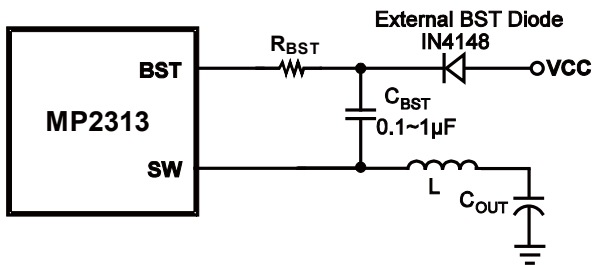 External BST Diode
IN4148
RBST
BST
VCC
CBST
0.1~1µF
MP2313
SW
L
COUT